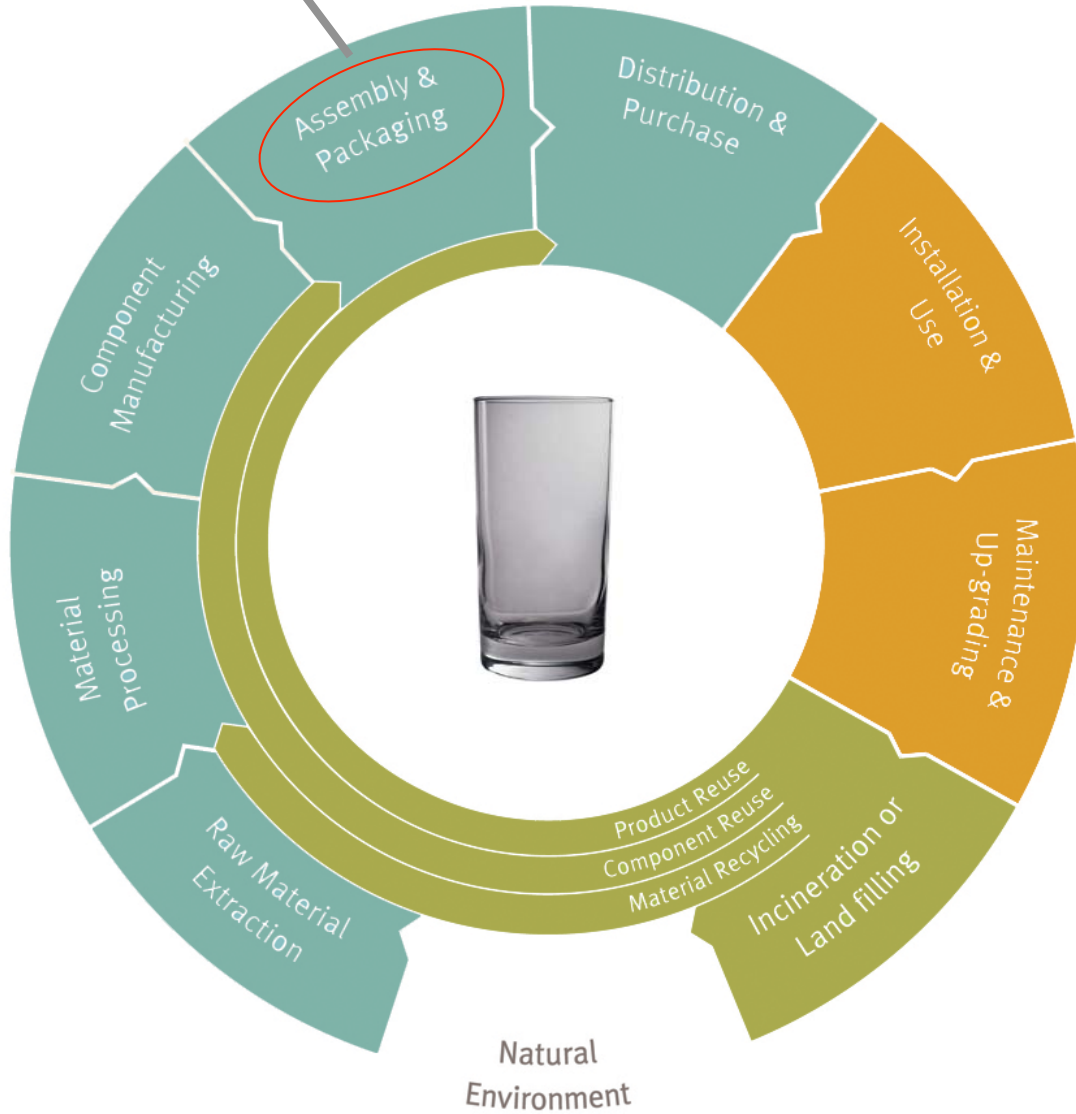 Assembly &
Packaging
Distribution &
Purchase
Installation &
Use
Maintenance &
Up-grading
Incineration or
Land filling
Product Reuse
Component Reuse
Material Recycling
Raw Material
Extraction
Material
Processing
Component
Manufacturing
Natural
Environment